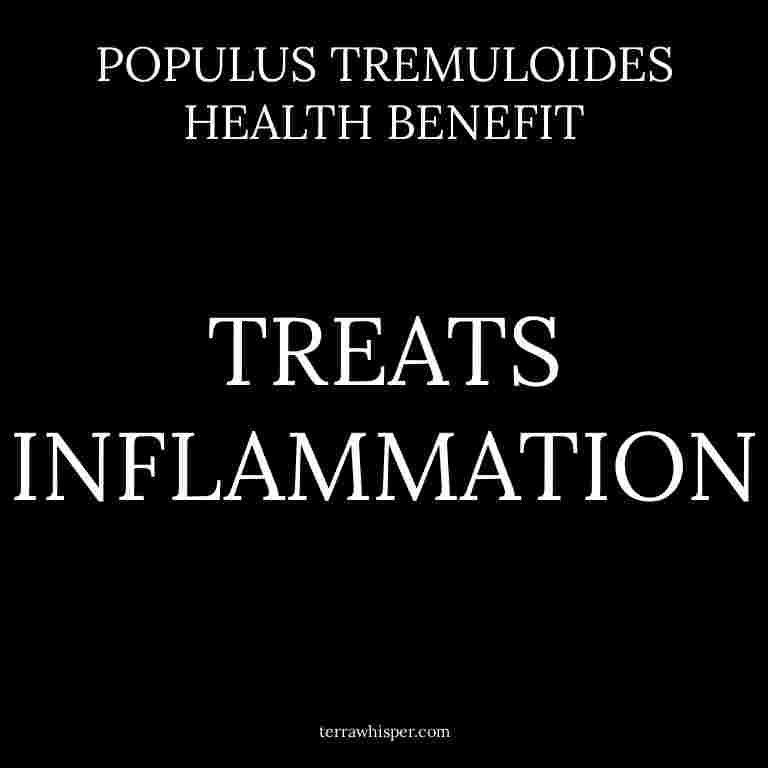 POPULUS TREMULOIDES
HEALTH BENEFIT
TREATS
INFLAMMATION
terrawhisper.com